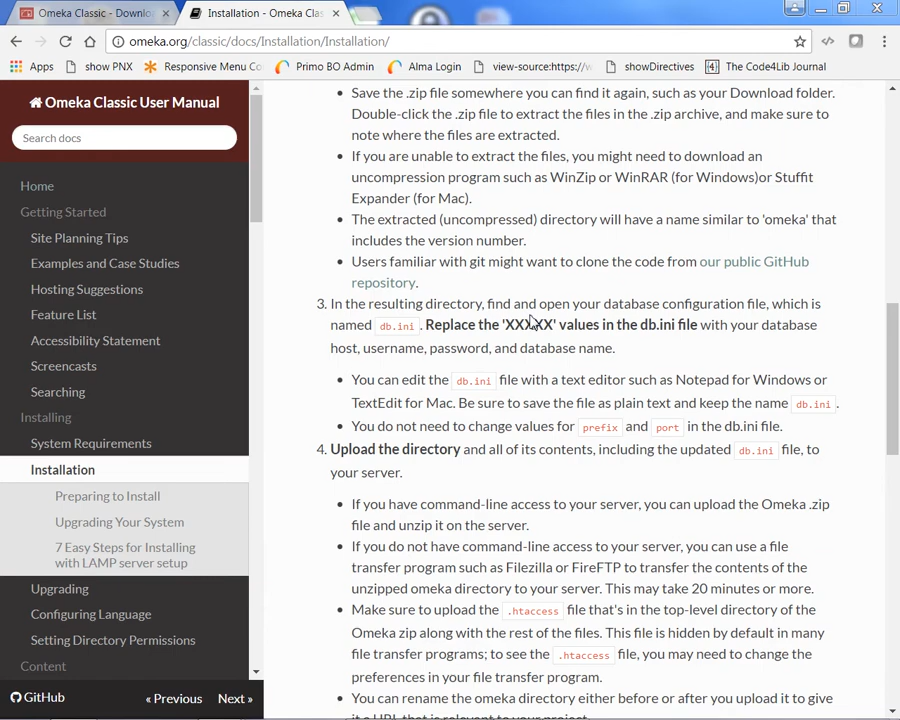 Omeka Classic - Downlo
Installation - Omeka Clas
omeka.org/classic/docs/Installation/Installation/
Apps
show PNX
Responsive Menu Co
Primo BO Admin
Alma Login
view-source:https://w
showDirectives
[4] The Code4Lib Journal
Omeka Classic User Manual
Search docs
Home
Getting Started
Site Planning Tips
Examples and Case Studies
Hosting Suggestions
Feature List
Accessibility Statement
Screencasts
Searching
Installing
System Requirements
Installation
Preparing to Install
Upgrading Your System
7 Easy Steps for Installing
with LAMP server setup
Upgrading
Configuring Language
Setting Directory Permissions
Content
GitHub
« Previous
Next »
• Save the .zip file somewhere you can find it again, such as your Download folder.
Double-click the .zip file to extract the files in the .zip archive, and make sure to
note where the files are extracted.
• If you are unable to extract the files, you might need to download an
uncompression program such as WinZip or WinRAR (for Windows)or Stuffit
Expander (for Mac).
• The extracted (uncompressed) directory will have a name similar to 'omeka' that
includes the version number.
• Users familiar with git might want to clone the code from our public GitHub
repository.
3. In the resulting directory, find and open your database configuration file, which is
named db.ini. Replace the 'XXXXX' values in the db.ini file with your database
host, username, password, and database name.
• You can edit the db.ini file with a text editor such as Notepad for Windows or
TextEdit for Mac. Be sure to save the file as plain text and keep the name db.ini.
• You do not need to change values for prefix and port in the db.ini file.
4. Upload the directory and all of its contents, including the updated db.ini file, to
your server.
• If you have command-line access to your server, you can upload the Omeka .zip
file and unzip it on the server.
• If you do not have command-line access to your server, you can use a file
transfer program such as Filezilla or FireFTP to transfer the contents of the
unzipped omeka directory to your server. This may take 20 minutes or more.
• Make sure to upload the .htaccess file that's in the top-level directory of the
Omeka zip along with the rest of the files. This file is hidden by default in many
file transfer programs; to see the .htaccess file, you may need to change the
preferences in your file transfer program.
• You can rename the omeka directory either before or after you upload it to give
it a URL that is relevant to your project.